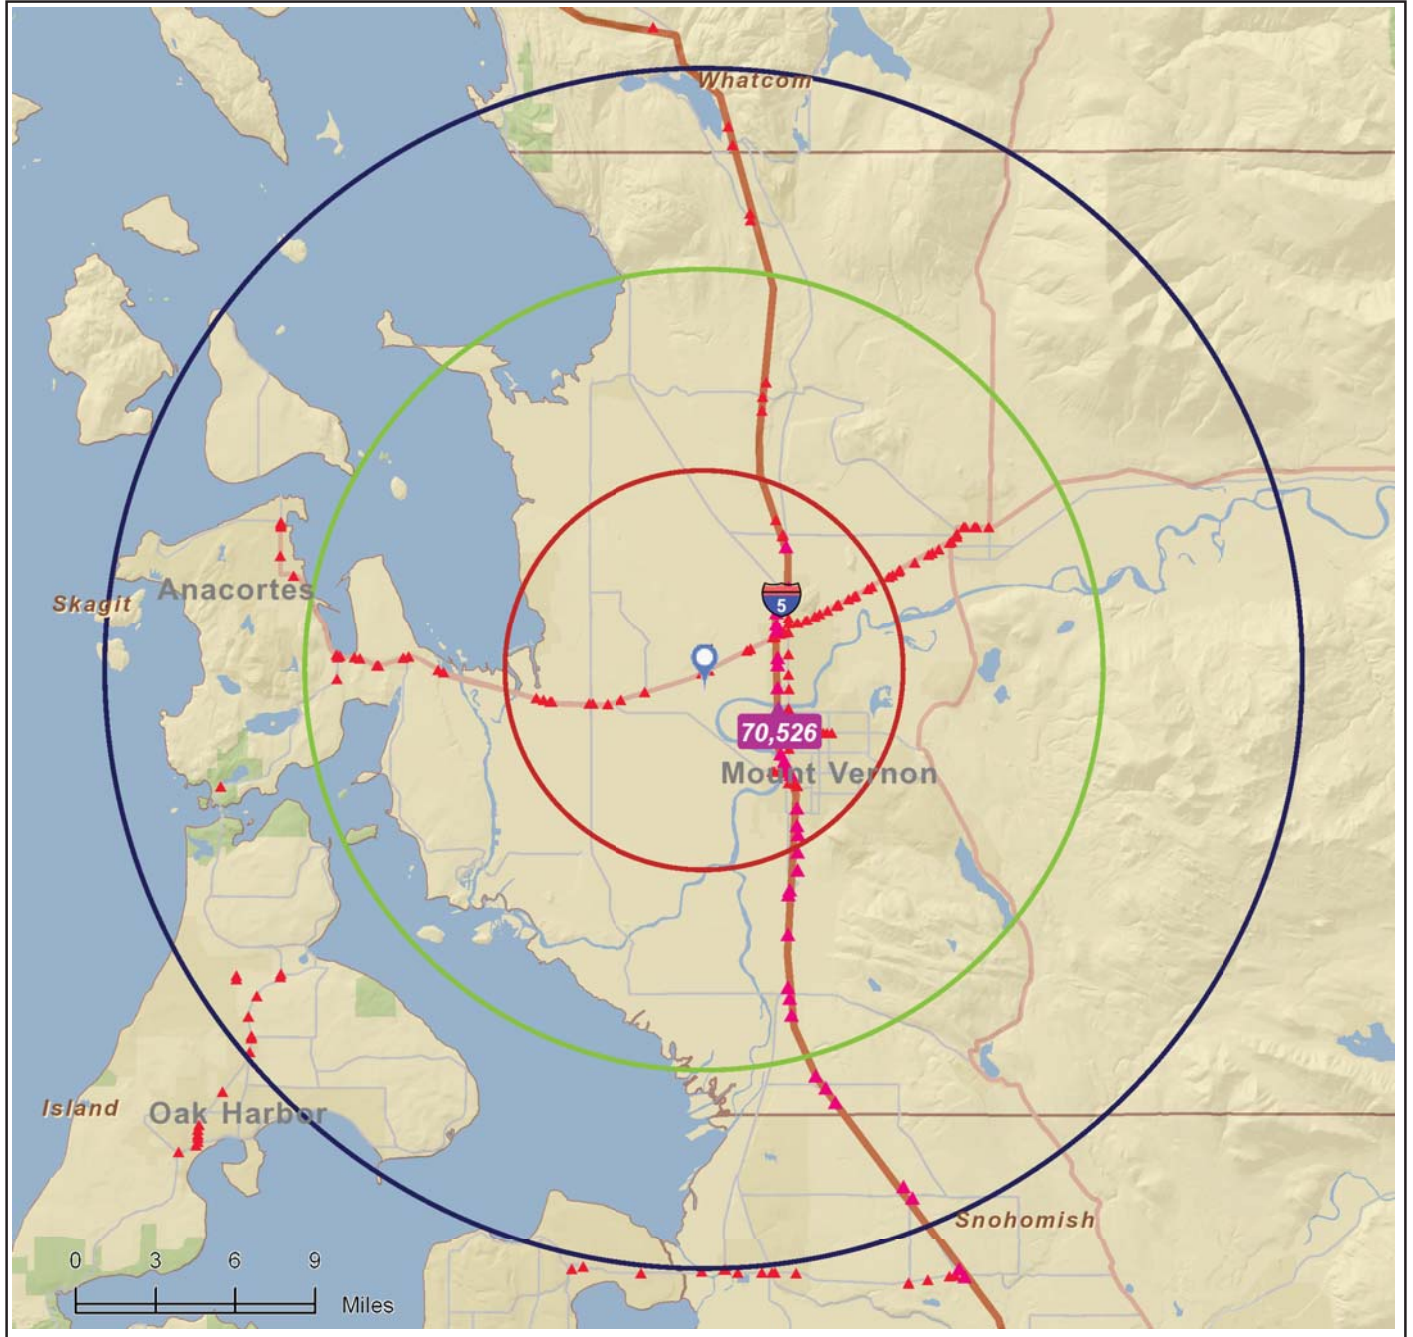 Whatcom
Anacortes
Skagit
5
70,526
Mount Vernon
Island
Oak Harbor
Snohomish
0 3 6 9
Miles